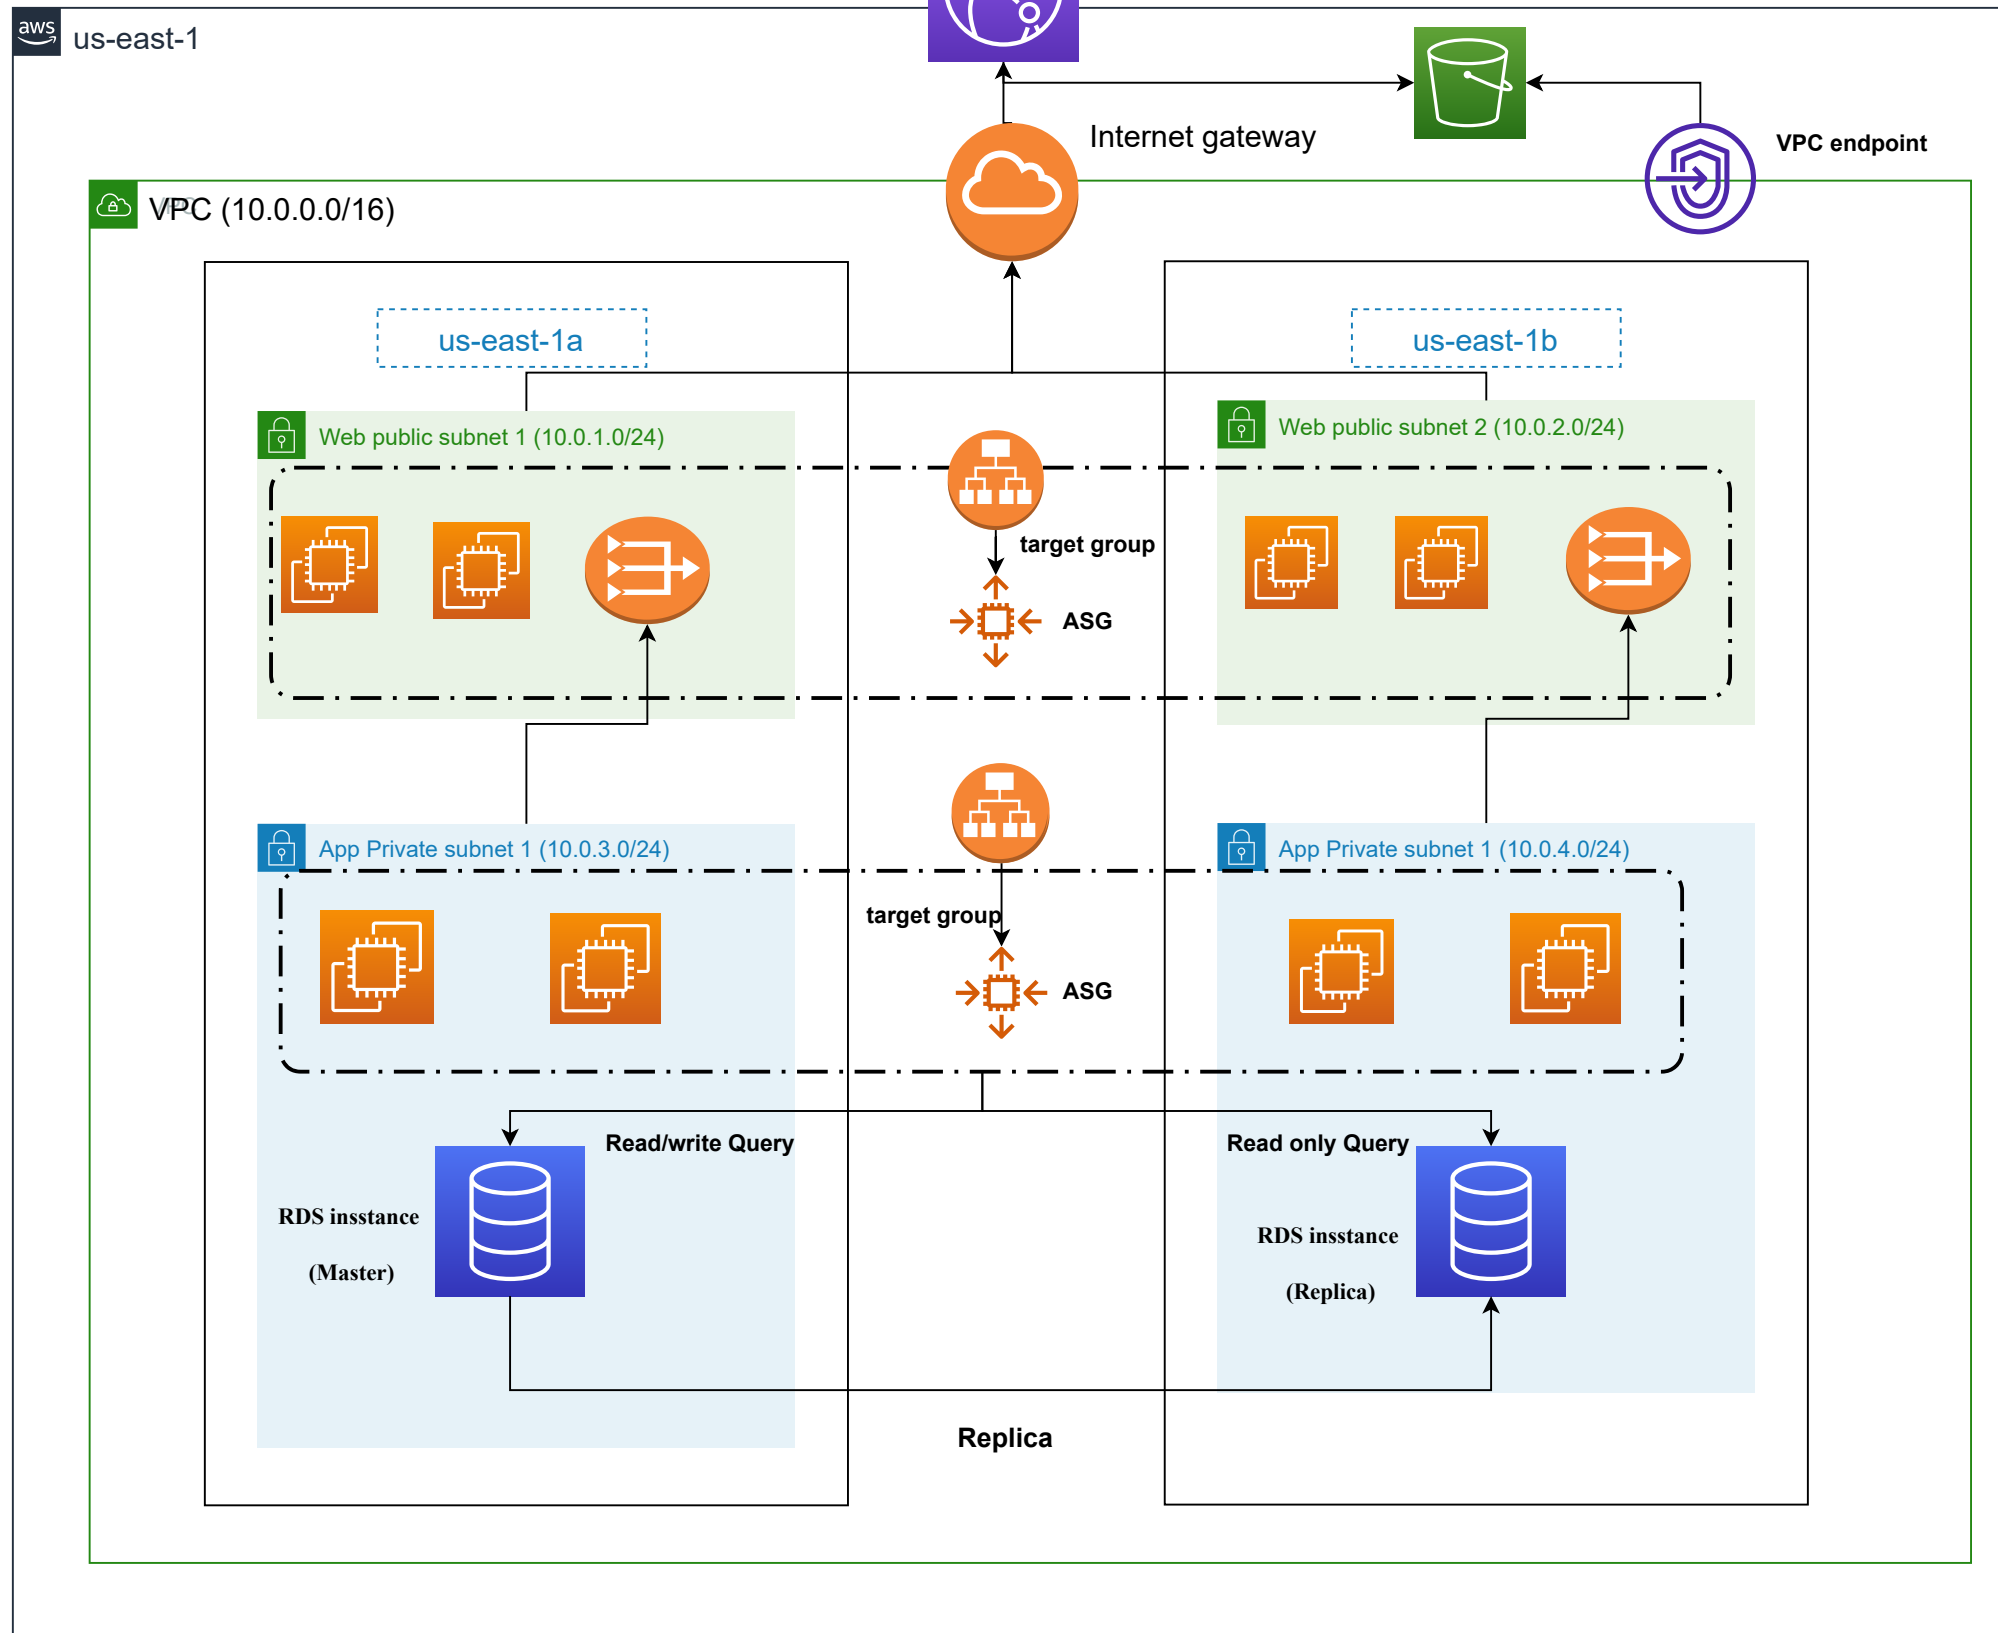 aws
us-east-1
Internet gateway
VPC endpoint
VPC (10.0.0.0/16)
us-east-1a
us-east-1b
Web public subnet 1 (10.0.1.0/24)
Web public subnet 2 (10.0.2.0/24)
target group
ASG
App Private subnet 1 (10.0.3.0/24)
App Private subnet 1 (10.0.4.0/24)
target group
ASG
Read/write Query
Read only Query
RDS insstance
(Master)
RDS insstance
(Replica)
Replica